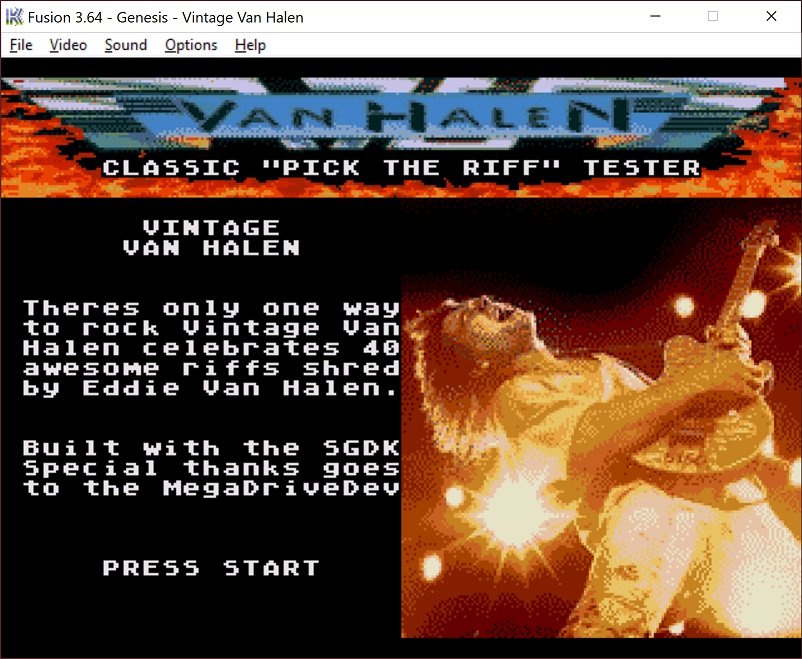 Fusion 3.64 - Genesis - Vintage Van Halen
File Video Sound Options Help
VAN HALEN
CLASSIC "PICK THE RIFF" TESTER
VINTAGE
VAN HALEN
Theres only one way
to rock Vintage Van
Halen celebrates 40
awesome riffs shred
by Eddie Van Halen.
Built with the SGDK
Special thanks goes
to the MegaDriveDev
PRESS START